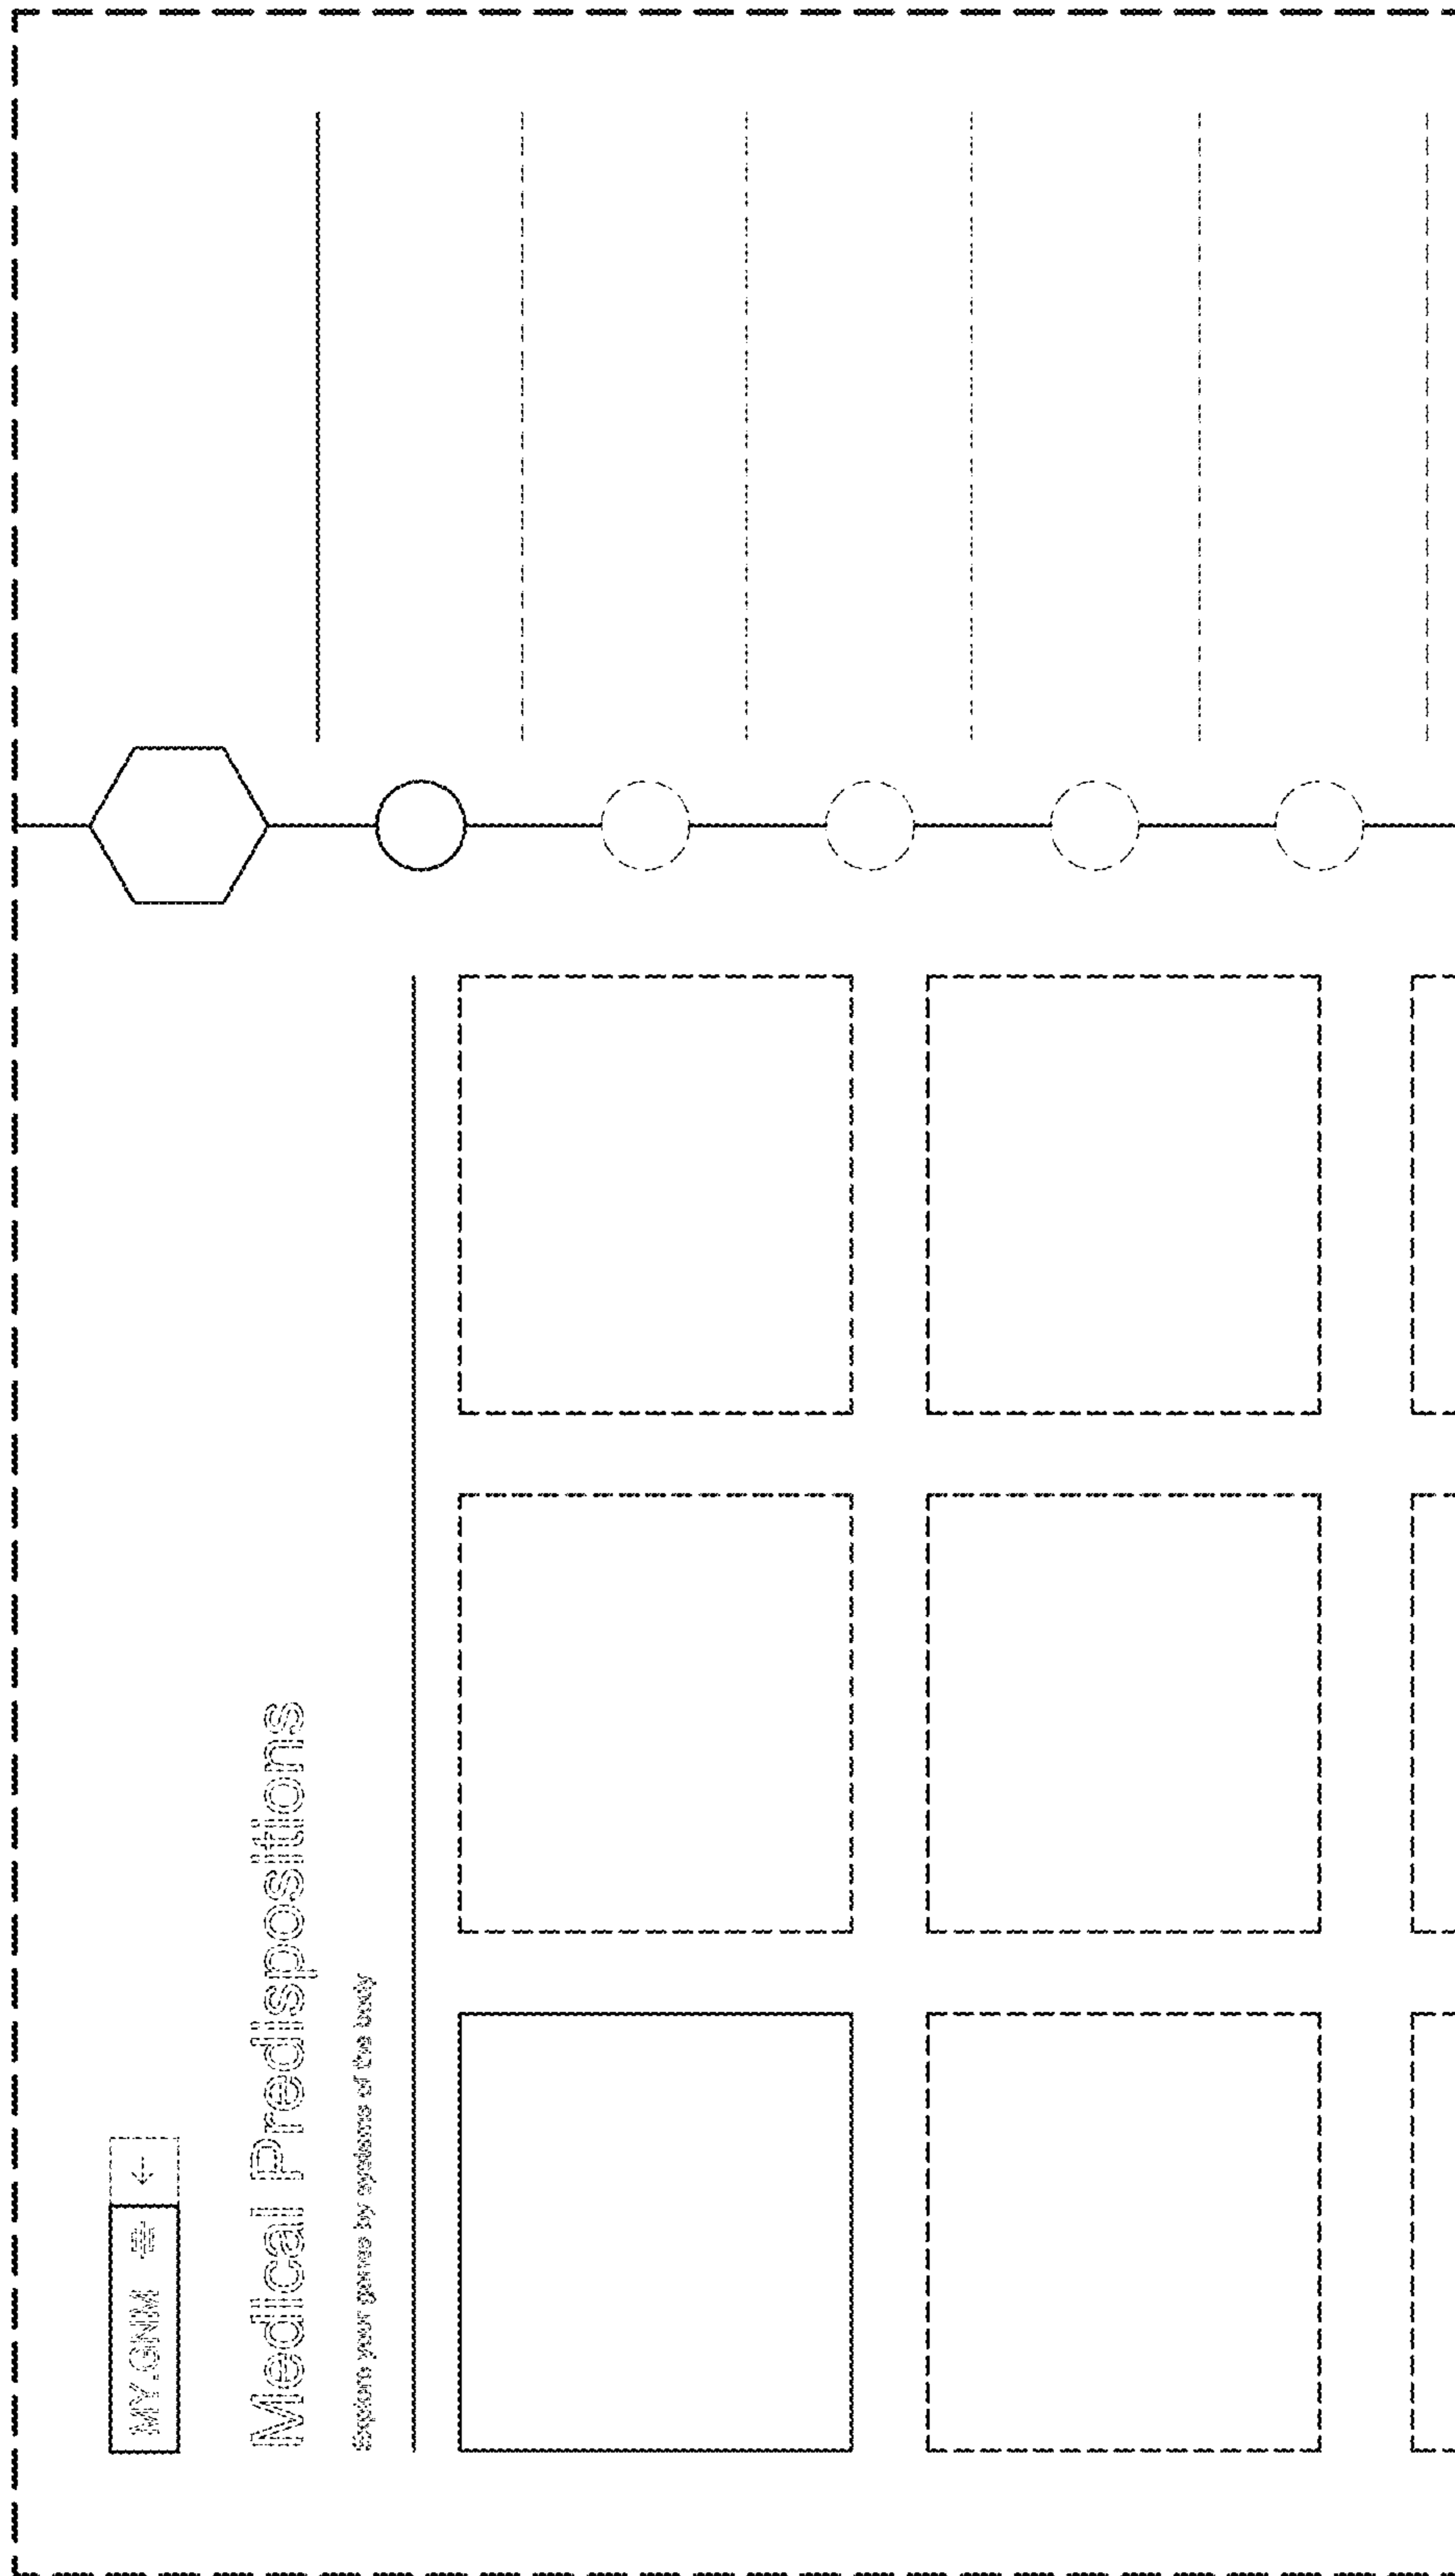 MY.GNM
Medical Predispositions
Explore your genes by systems of the body